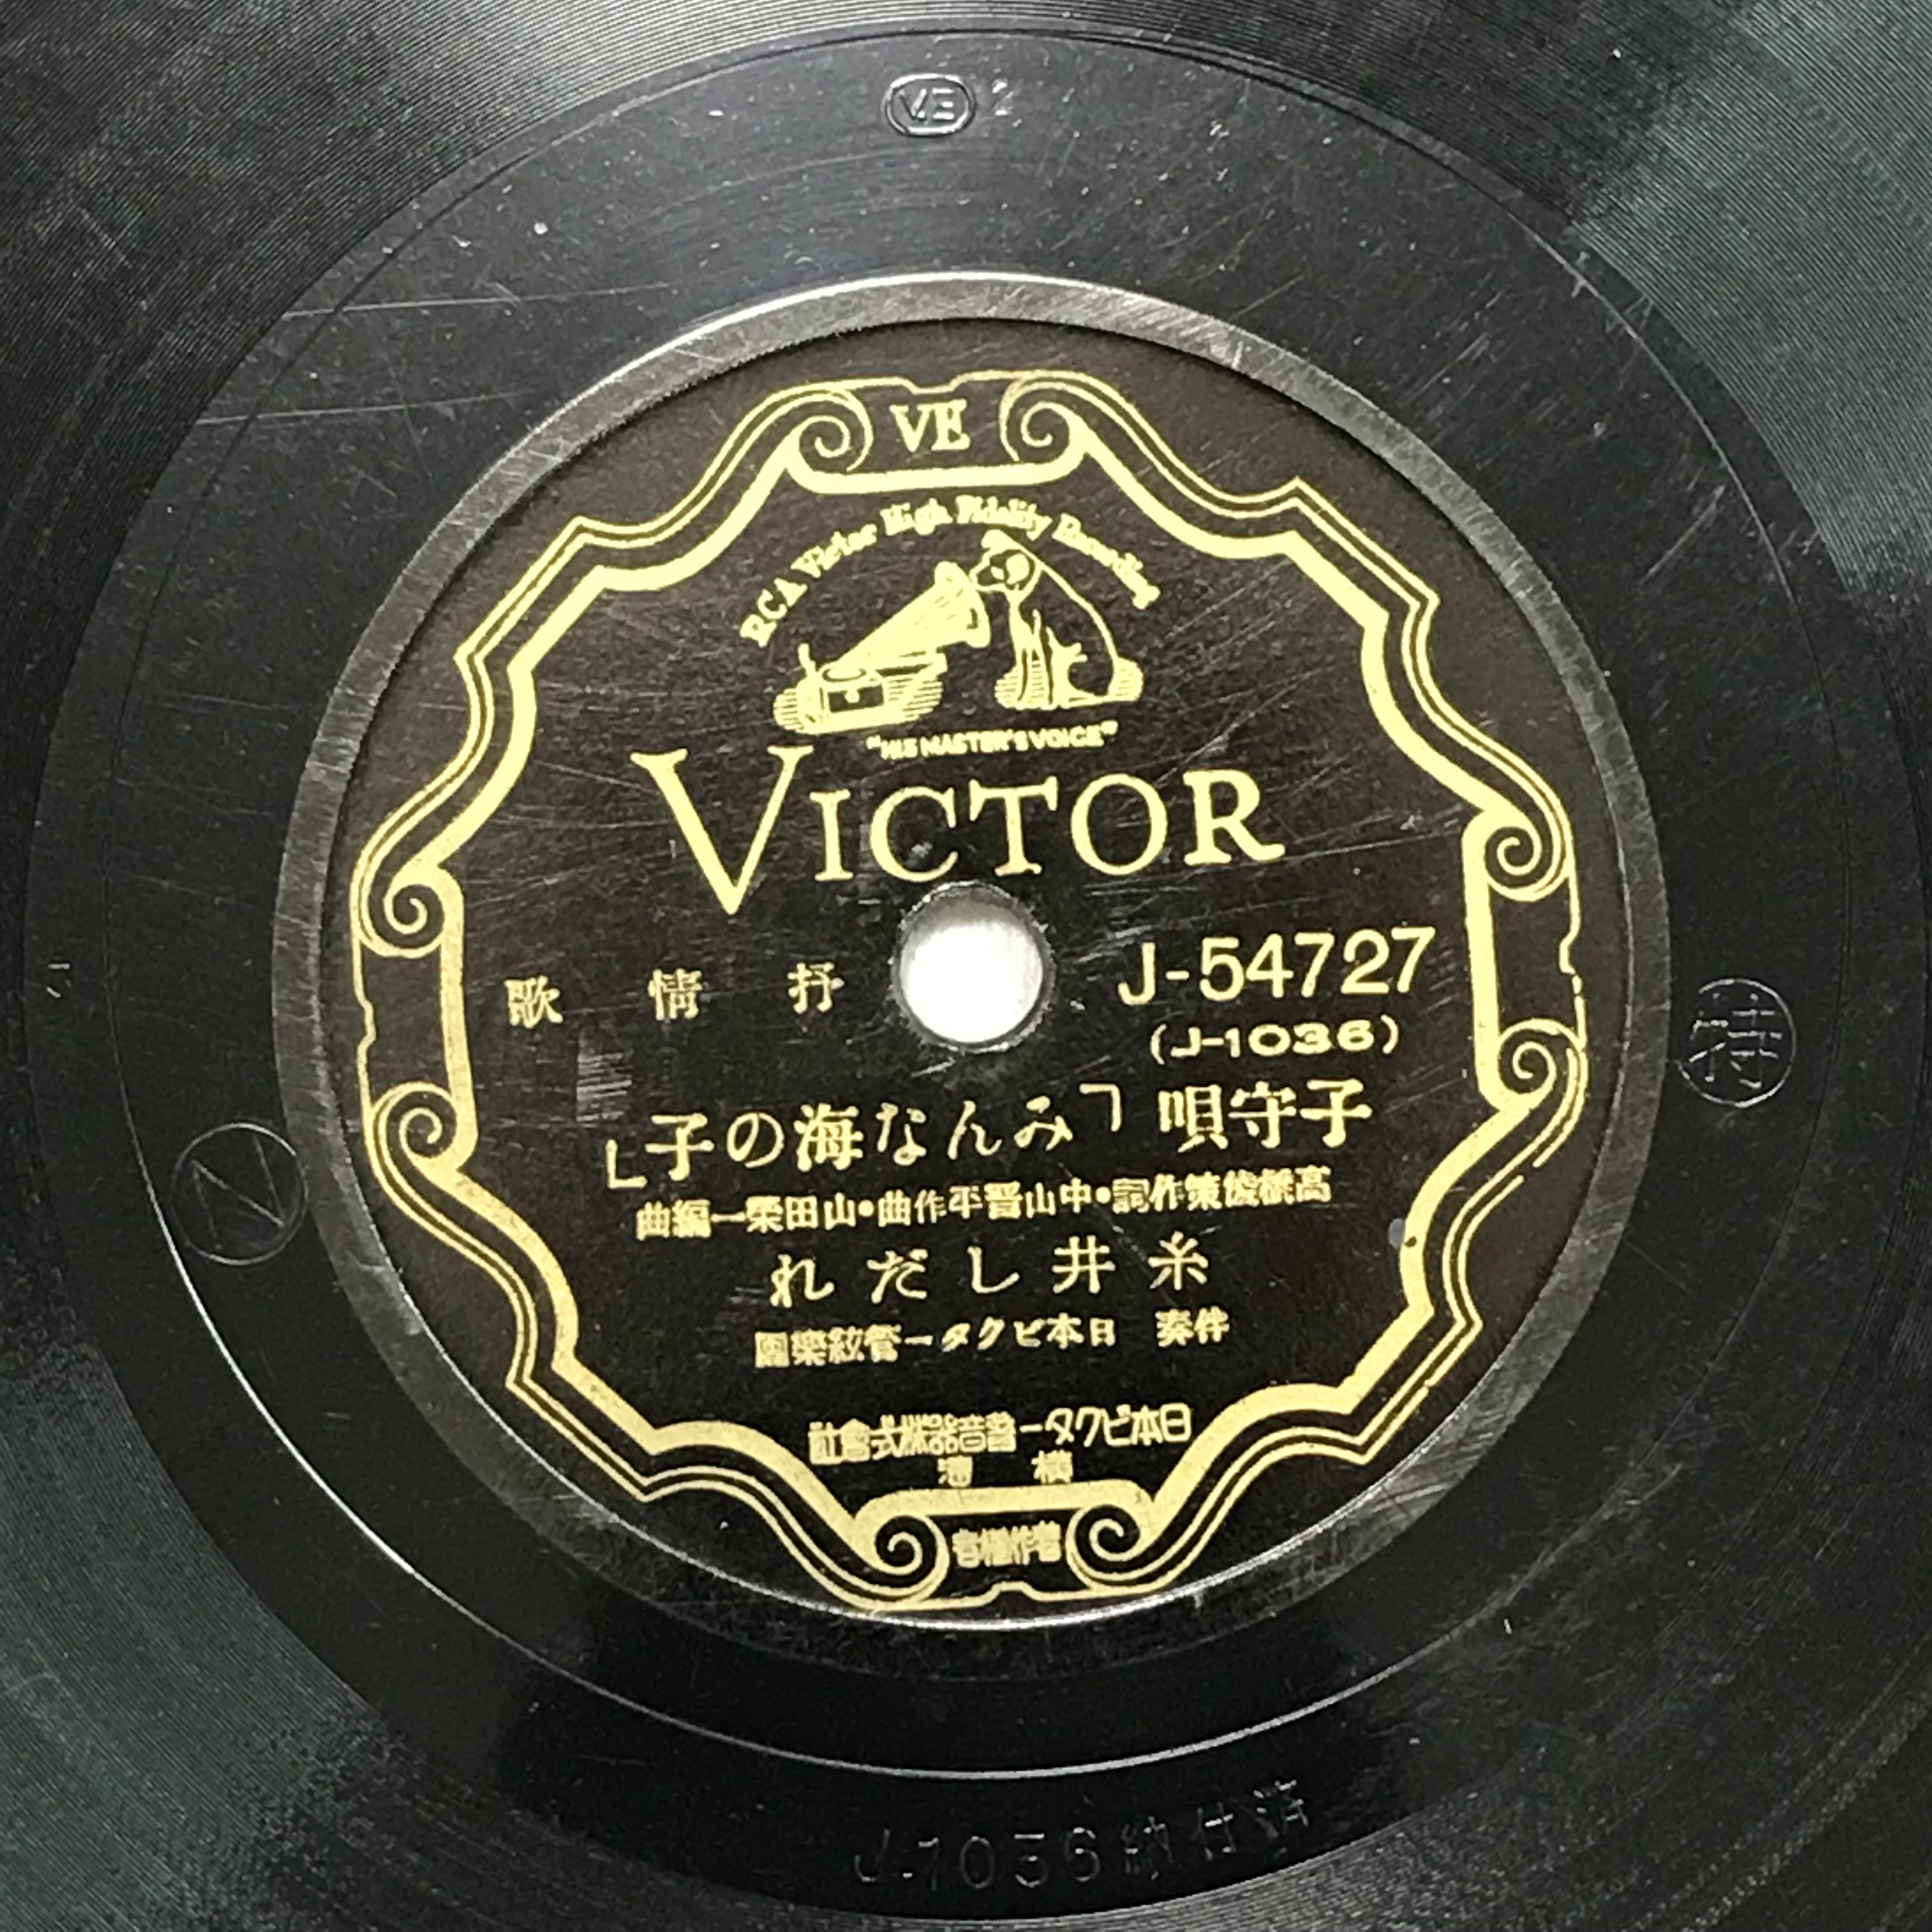 VE 2
VE
RCA Victor High Fidelity Recording
"HIS MASTER'S VOICE"
VICTOR
抒情歌
J-54727
(J-1036)
子守唄「みんな海の子」
高橋掬太郎作詞・中山晋平作曲・山田榮一編曲
糸井しだれ
伴奏 日本ビクター管絃樂團
日本ビクター蓄音器株式會社
横濱
著作権者
N
特
J-1036納付済